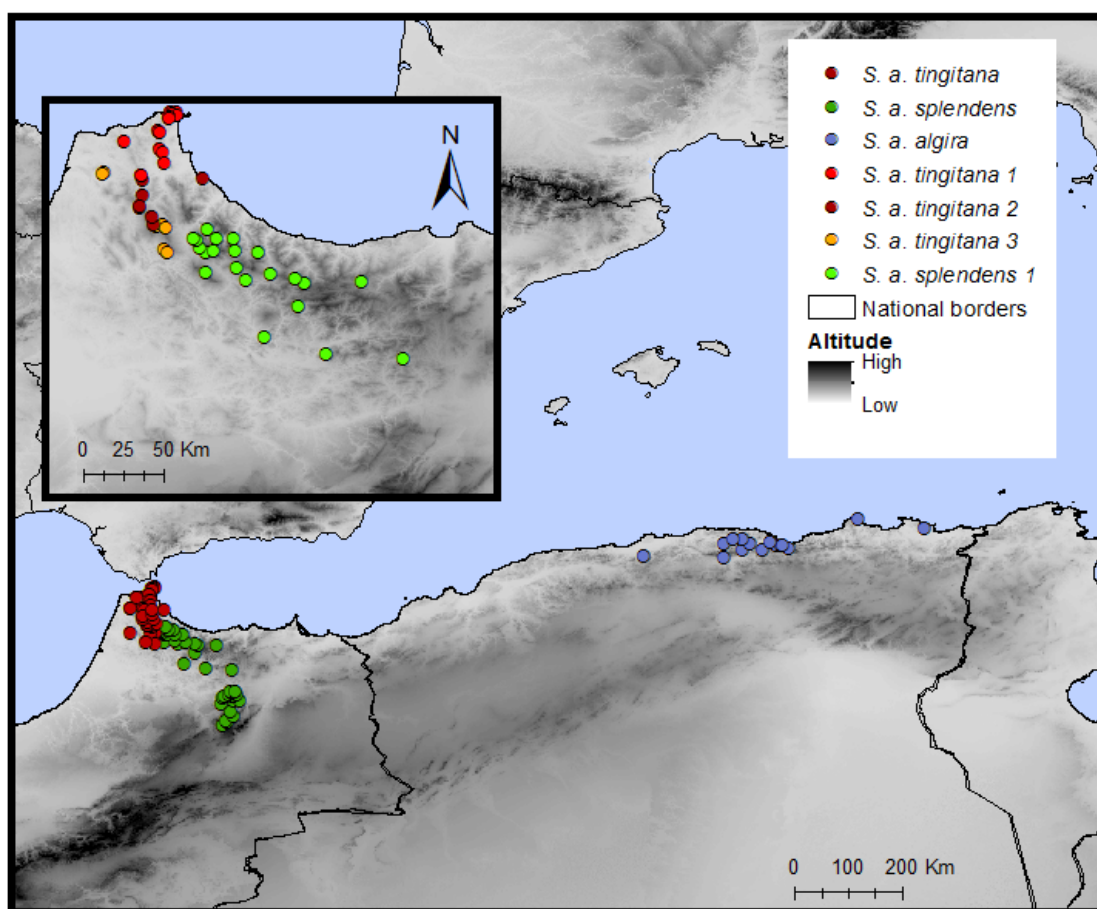 S. a. tingitana
S. a. splendens
S. a. algira
S. a. tingitana 1
S. a. tingitana 2
S. a. tingitana 3
S. a. splendens 1
National borders
Altitude
High
Low
N
0 25 50 Km
0 100 200 Km